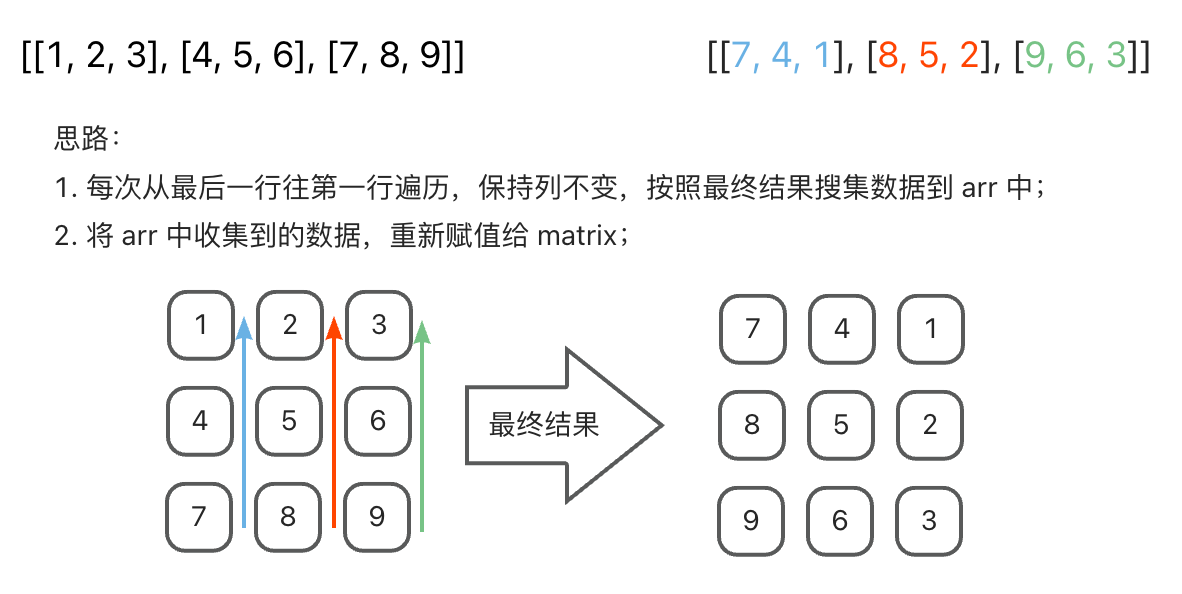 [[1, 2, 3], [4, 5, 6], [7, 8, 9]] [[7, 4, 1], [8, 5, 2], [9, 6, 3]]
思路：
1. 每次从最后一行往第一行遍历，保持列不变，按照最终结果搜集数据到 arr 中；
2. 将 arr 中收集到的数据，重新赋值给 matrix；
1 2 3 7 4 1
4 5 6 最终结果 8 5 2
7 8 9 9 6 3